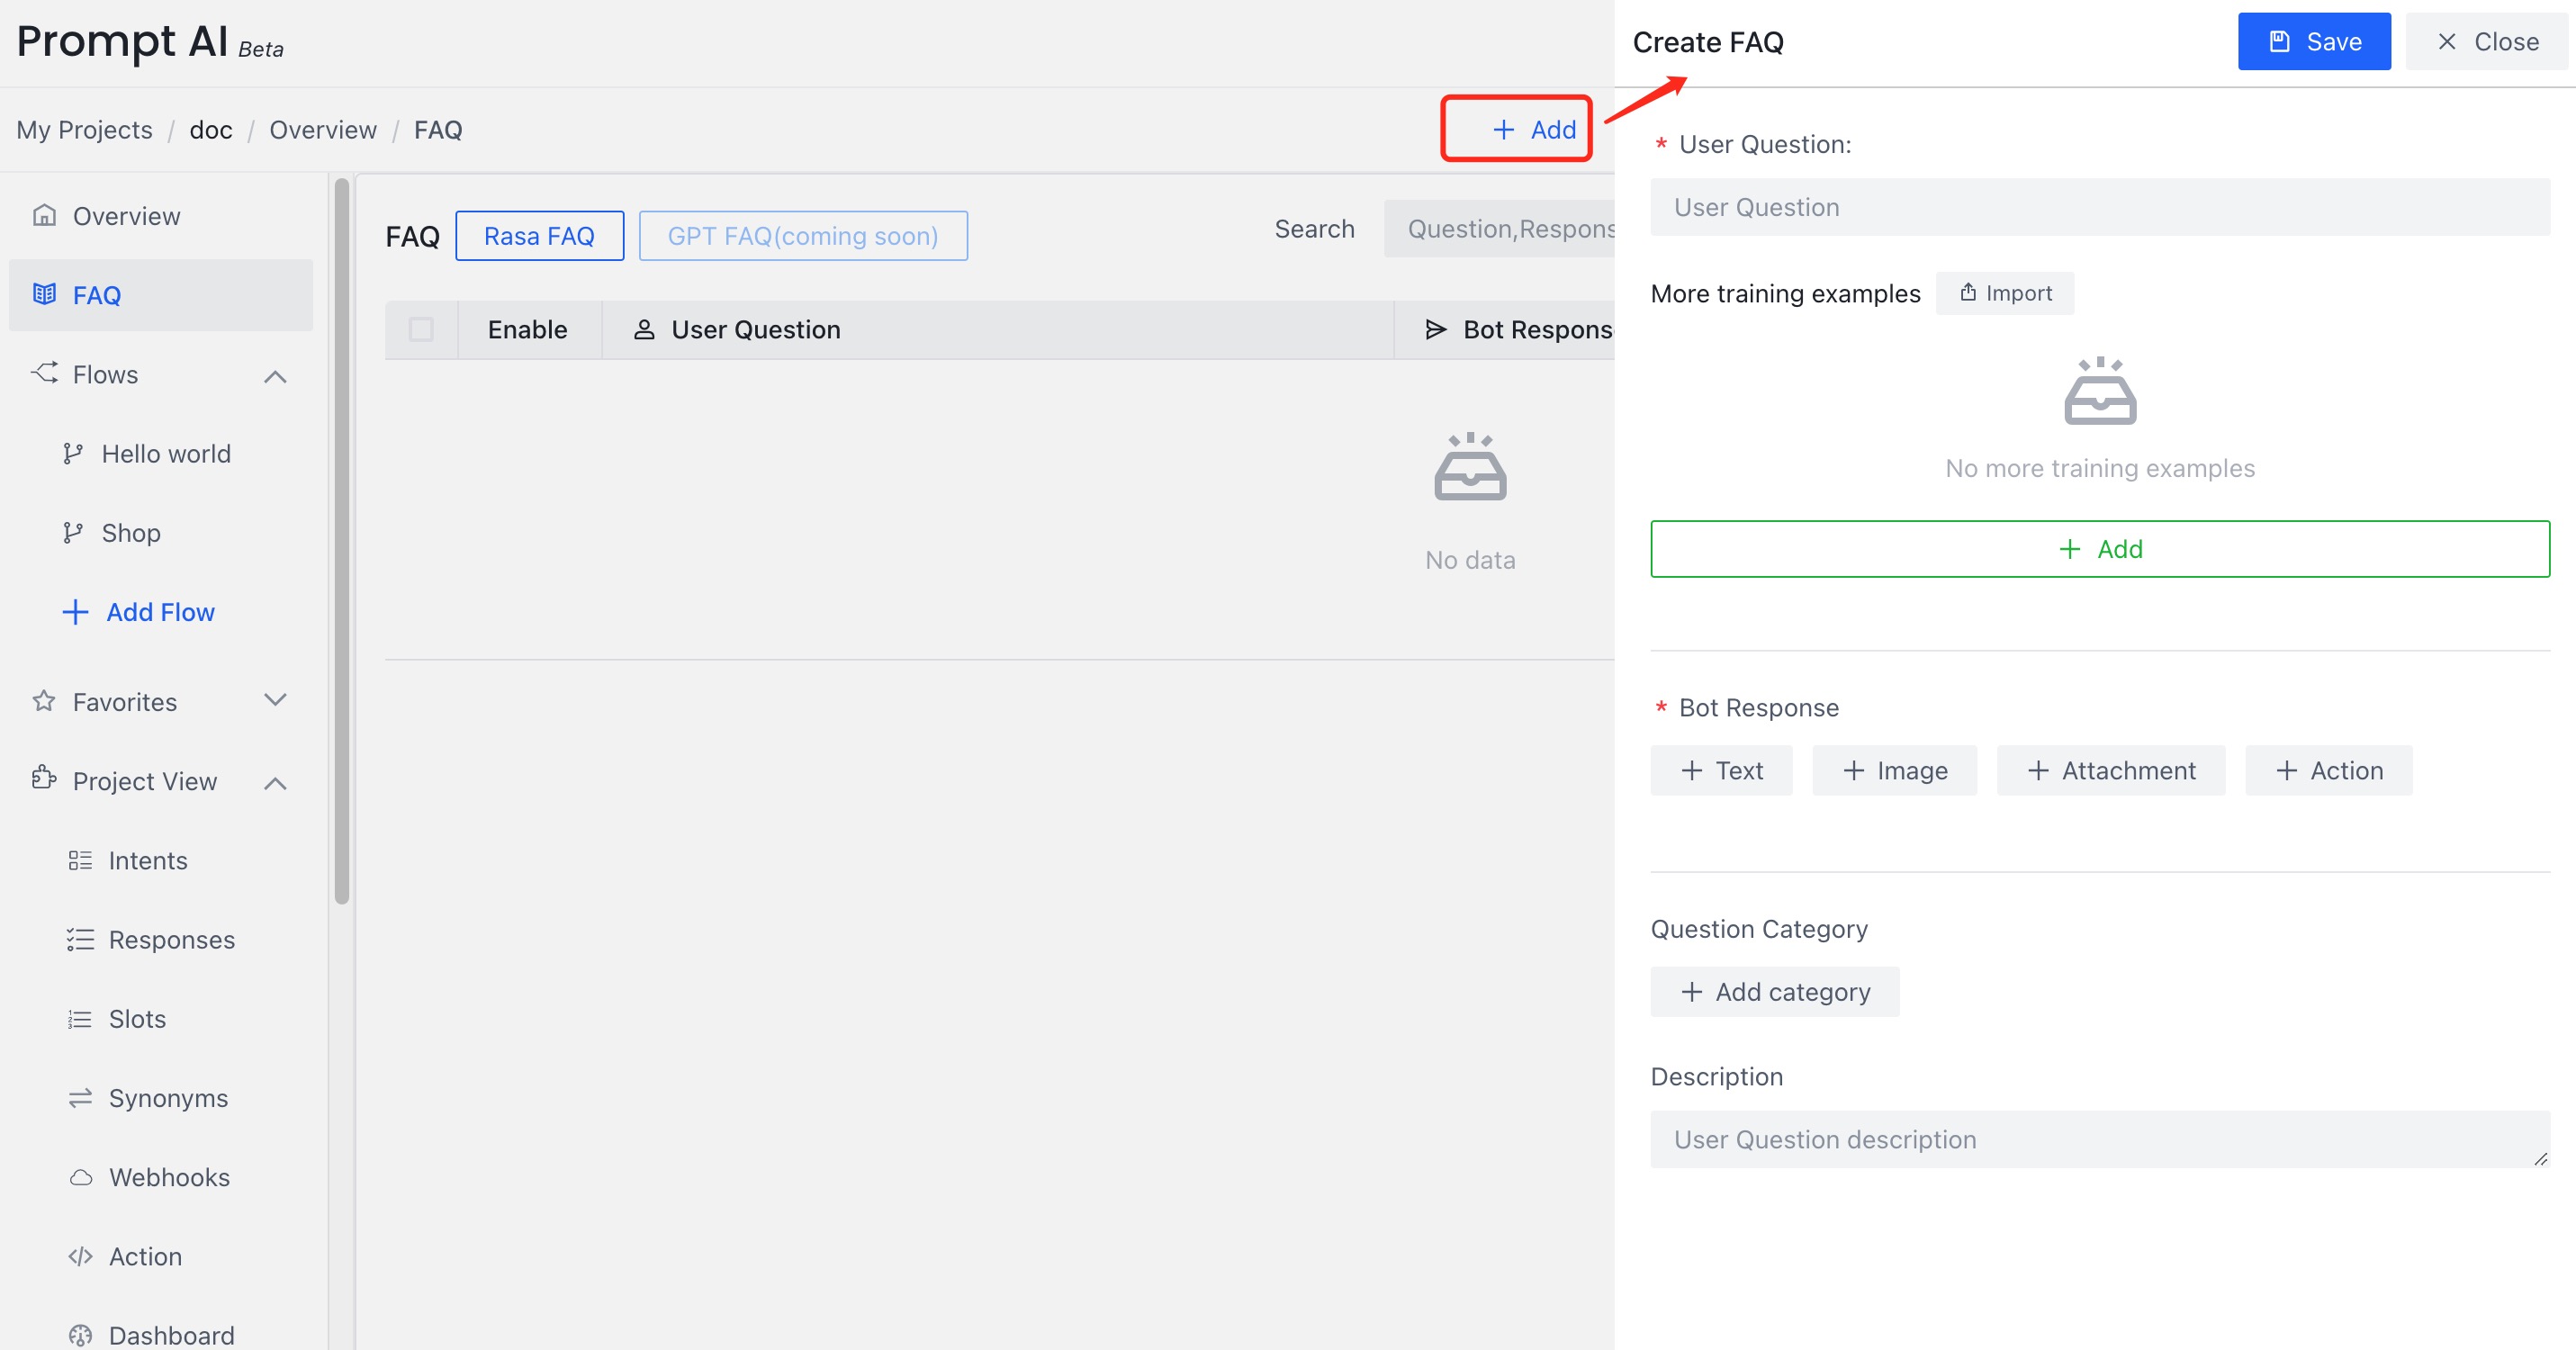 Prompt AI Beta
My Projects / doc / Overview / FAQ
+ Add
Overview
FAQ
Flows
Hello world
Shop
+ Add Flow
Favorites
Project View
Intents
Responses
Slots
Synonyms
Webhooks
Action
Dashboard
FAQ Rasa FAQ GPT FAQ(coming soon) Search Question,Respons
Enable User Question Bot Respons
No data
Create FAQ Save Close
* User Question:
User Question
More training examples Import
No more training examples
+ Add
* Bot Response
+ Text + Image + Attachment + Action
Question Category
+ Add category
Description
User Question description